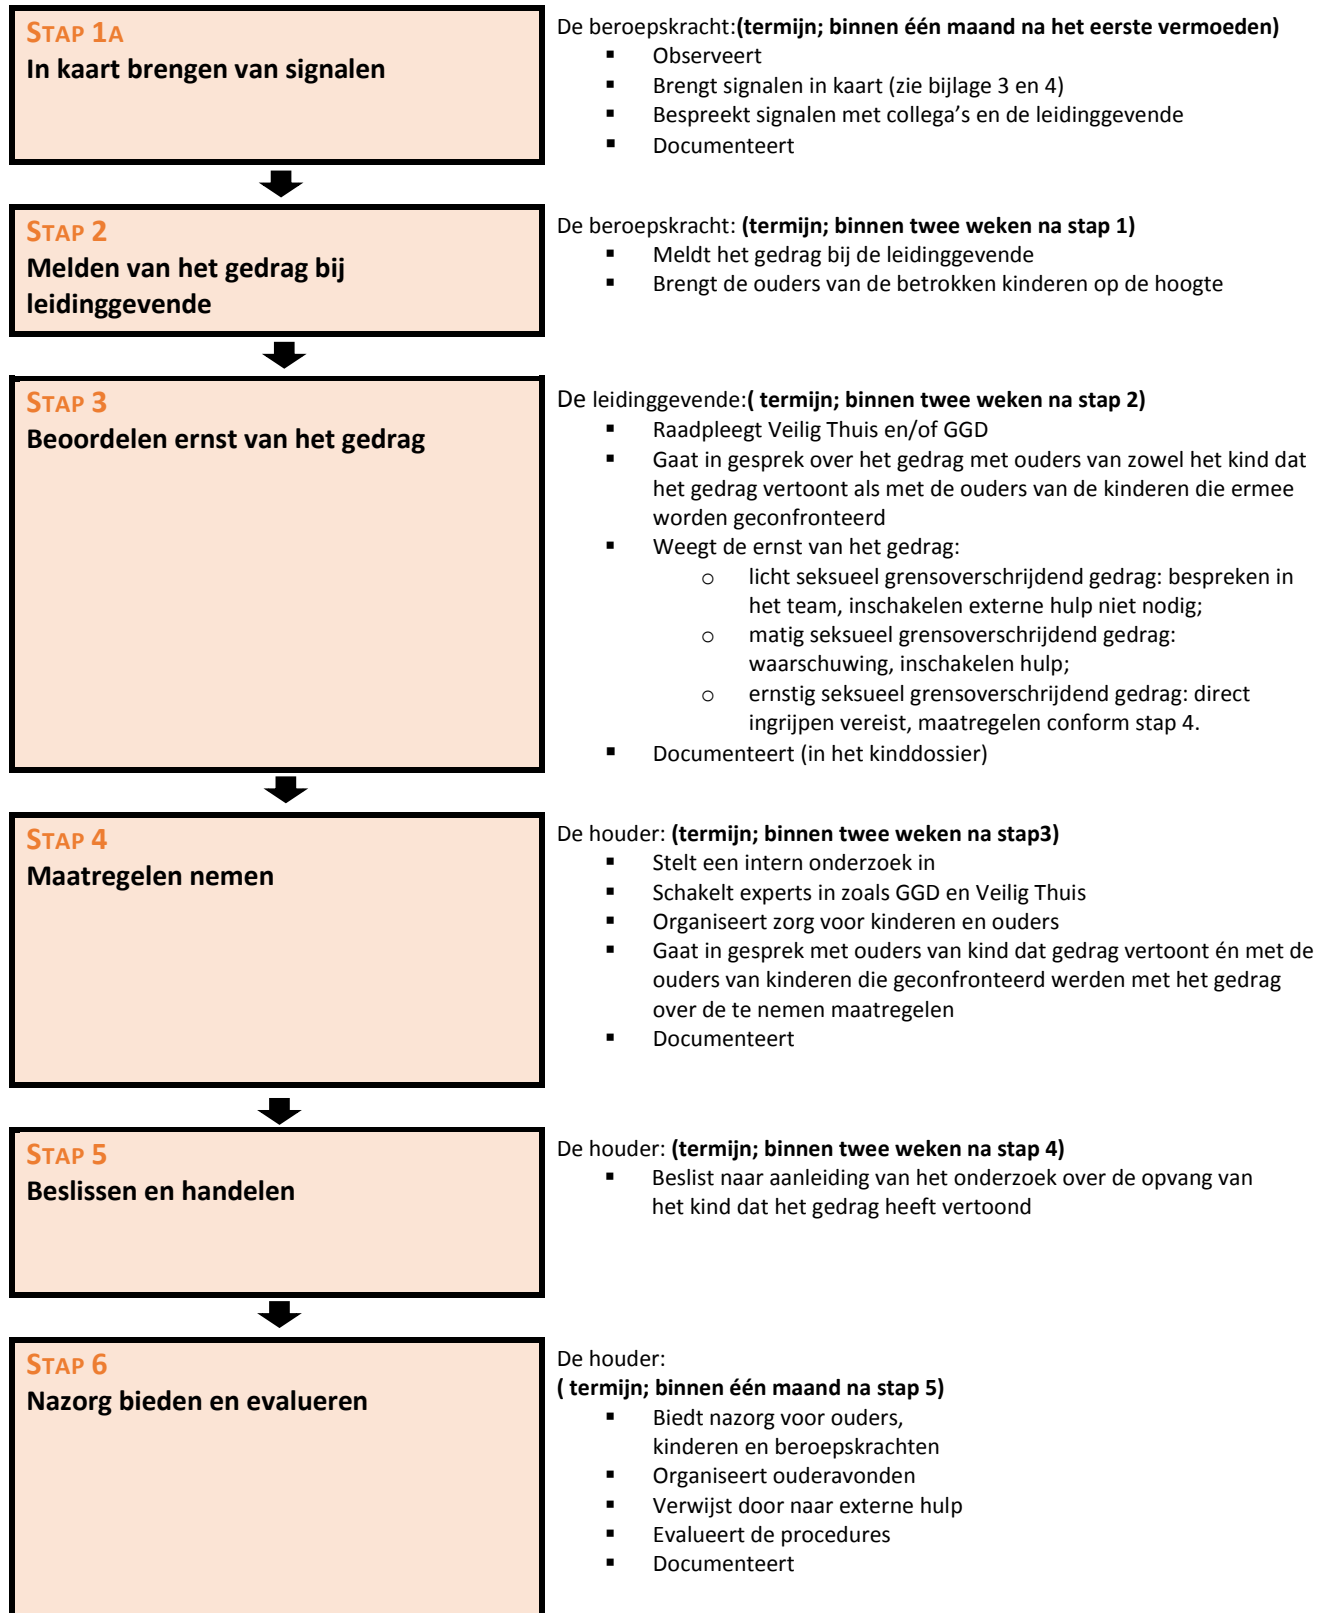 STAP 1A
In kaart brengen van signalen
De beroepskracht:(termijn; binnen één maand na het eerste vermoeden)
▪ Observeert
▪ Brengt signalen in kaart (zie bijlage 3 en 4)
▪ Bespreekt signalen met collega's en de leidinggevende
▪ Documenteert
STAP 2
Melden van het gedrag bij
leidinggevende
De beroepskracht: (termijn; binnen twee weken na stap 1)
▪ Meldt het gedrag bij de leidinggevende
▪ Brengt de ouders van de betrokken kinderen op de hoogte
STAP 3
Beoordelen ernst van het gedrag
De leidinggevende:( termijn; binnen twee weken na stap 2)
▪ Raadpleegt Veilig Thuis en/of GGD
▪ Gaat in gesprek over het gedrag met ouders van zowel het kind dat
het gedrag vertoont als met de ouders van de kinderen die ermee
worden geconfronteerd
▪ Weegt de ernst van het gedrag:
o licht seksueel grensoverschrijdend gedrag: bespreken in
het team, inschakelen externe hulp niet nodig;
o matig seksueel grensoverschrijdend gedrag:
waarschuwing, inschakelen hulp;
o ernstig seksueel grensoverschrijdend gedrag: direct
ingrijpen vereist, maatregelen conform stap 4.
▪ Documenteert (in het kinddossier)
STAP 4
Maatregelen nemen
De houder: (termijn; binnen twee weken na stap3)
▪ Stelt een intern onderzoek in
▪ Schakelt experts in zoals GGD en Veilig Thuis
▪ Organiseert zorg voor kinderen en ouders
▪ Gaat in gesprek met ouders van kind dat gedrag vertoont én met de
ouders van kinderen die geconfronteerd werden met het gedrag
over de te nemen maatregelen
▪ Documenteert
STAP 5
Beslissen en handelen
De houder: (termijn; binnen twee weken na stap 4)
▪ Beslist naar aanleiding van het onderzoek over de opvang van
het kind dat het gedrag heeft vertoond
STAP 6
Nazorg bieden en evalueren
De houder:
( termijn; binnen één maand na stap 5)
▪ Biedt nazorg voor ouders,
kinderen en beroepskrachten
▪ Organiseert ouderavonden
▪ Verwijst door naar externe hulp
▪ Evalueert de procedures
▪ Documenteert